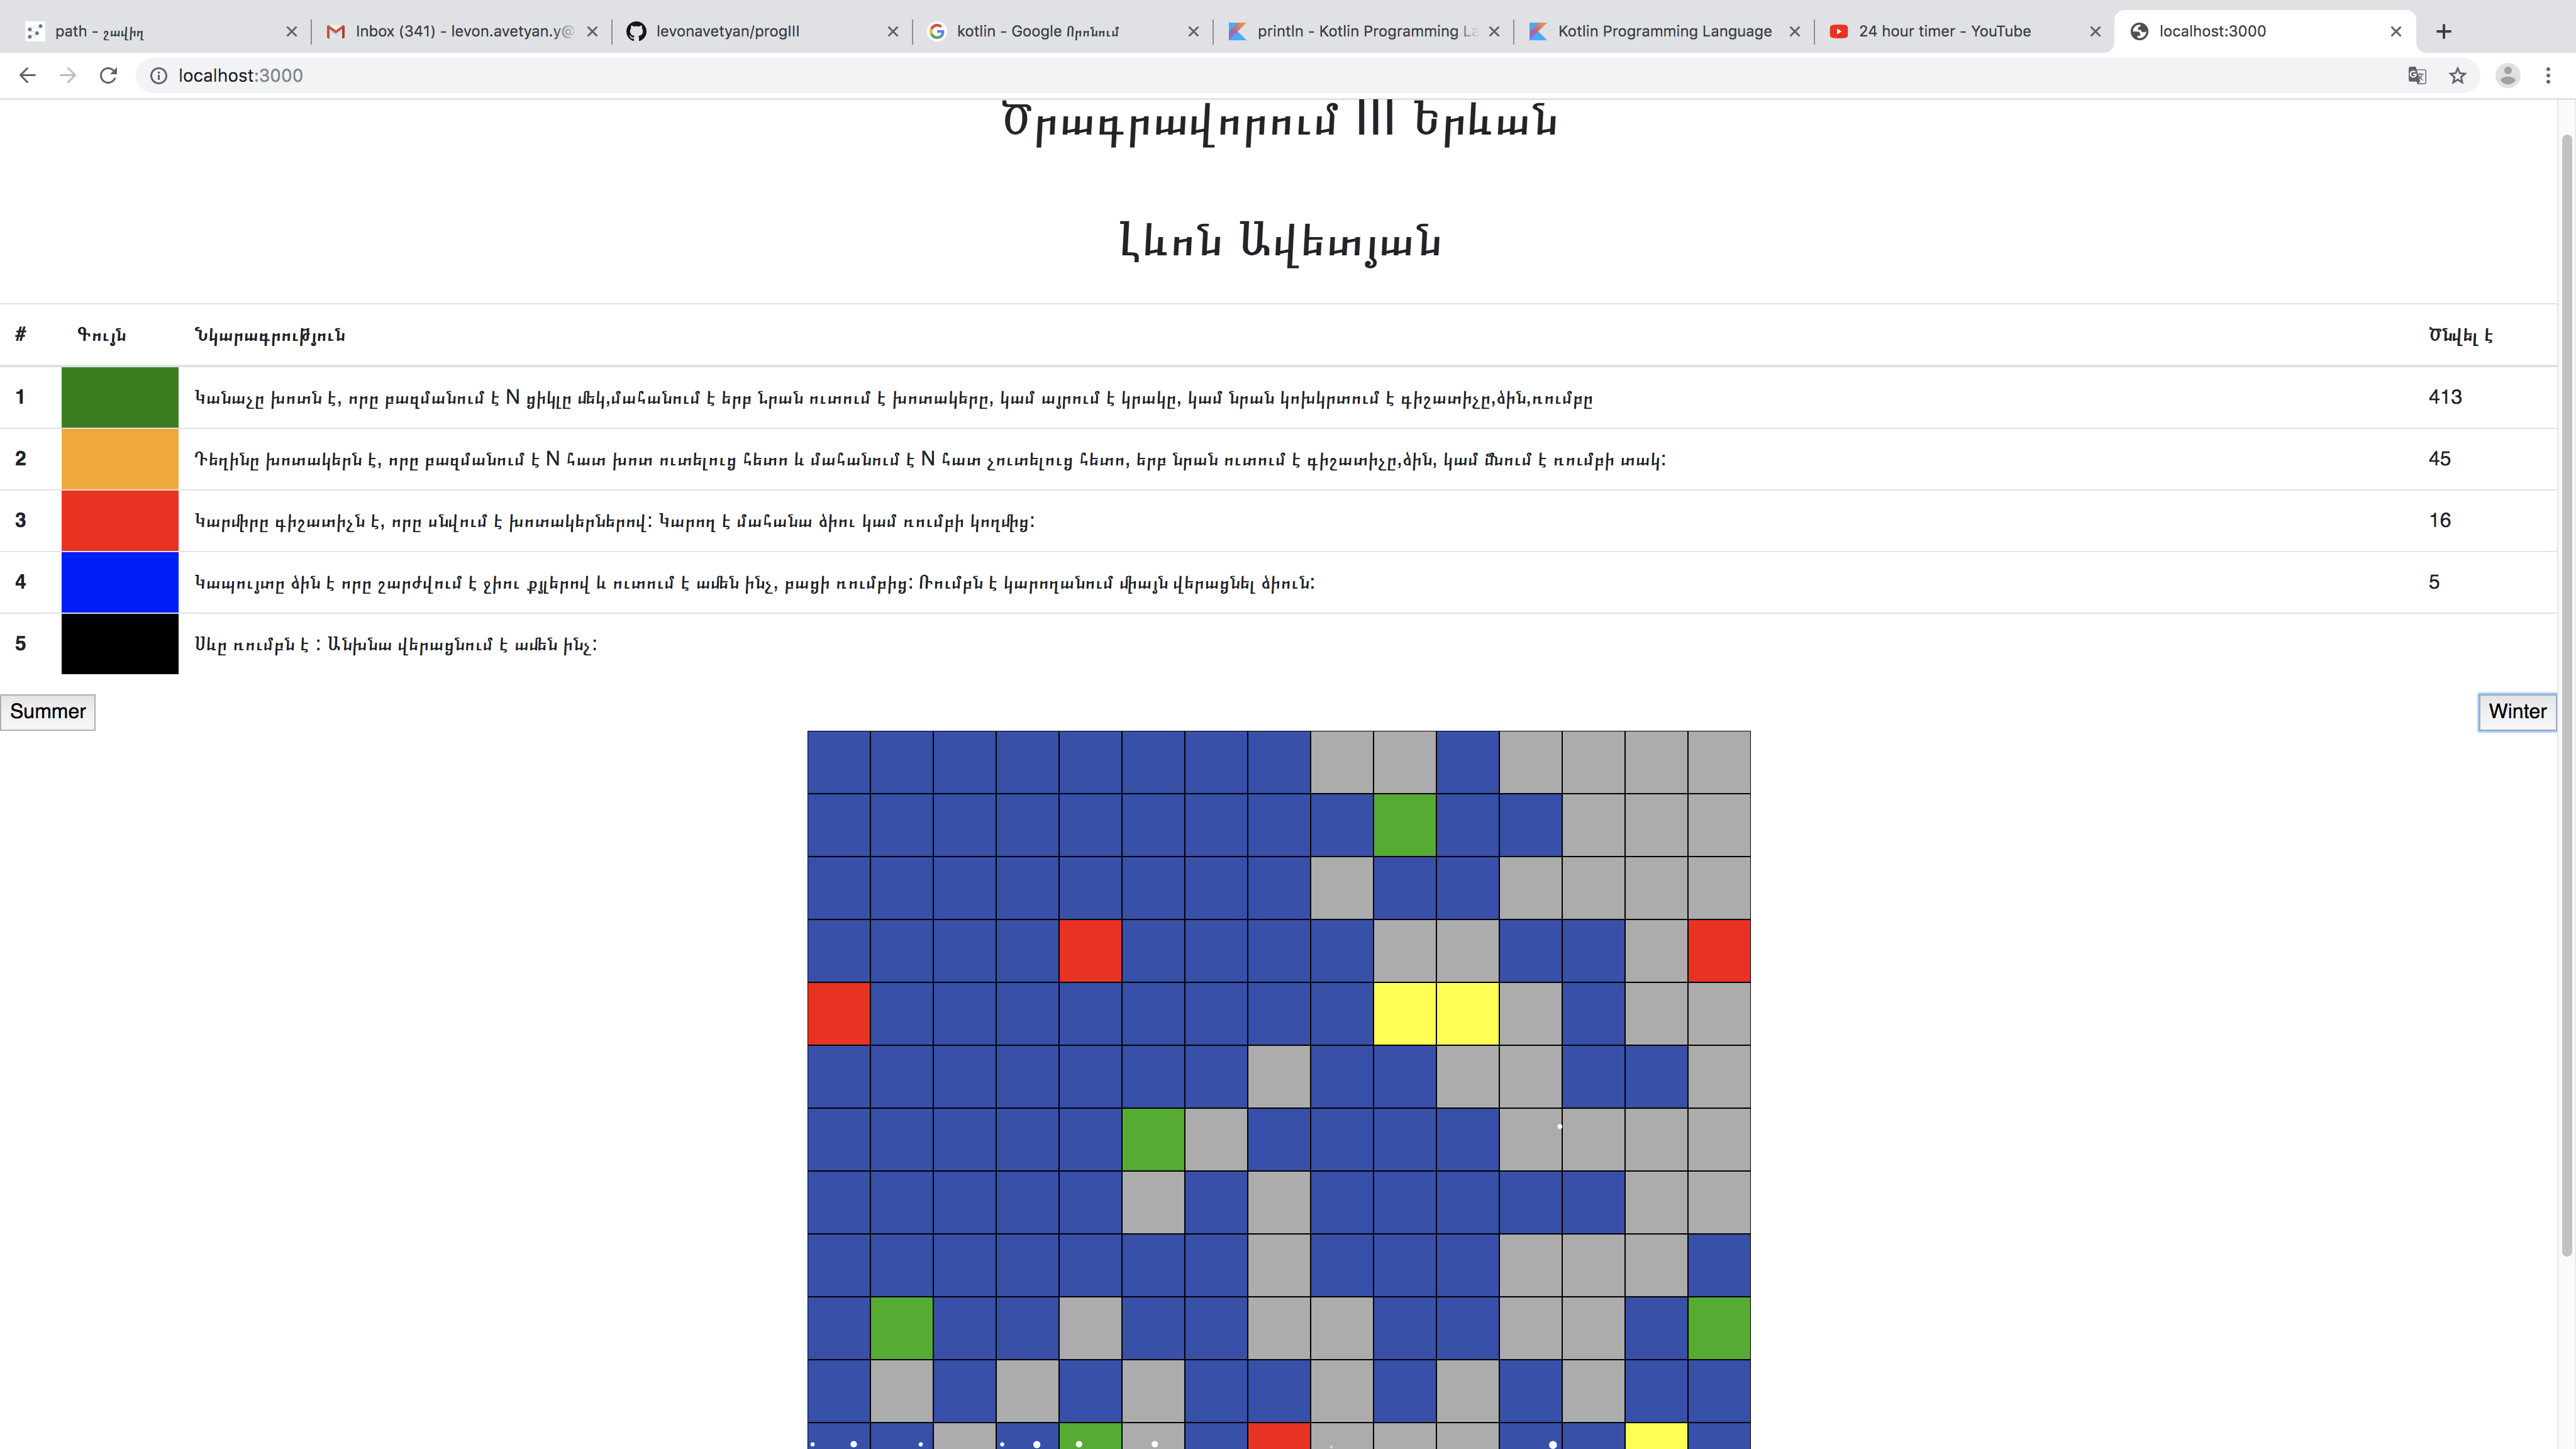 path - շավիղ
Inbox (341) - levon.avetyan.y@
levonavetyan/progIII
kotlin - Google Որոնում
println - Kotlin Programming La
Kotlin Programming Language
24 hour timer - YouTube
localhost:3000
localhost:3000
Ծրագրավորում III Երևան
Լևոն Ավետյան
# Գույն Նկարագրություն Ծնվել է
1 Կանաչը խոտն է, որը բազմանում է N ցիկլը մեկ,մահանում է երբ նրան ուտում է խոտակերը, կամ այրում է կրակը, կամ նրան կոխկրտում է գիշատիչը,ձին,ռումբը 413
2 Դեղինը խոտակերն է, որը բազմանում է N հատ խոտ ուտելուց հետո և մահանում է N հատ չուտելուց հետո, երբ նրան ուտում է գիշատիչը,ձին, կամ մնում է ռումբի տակ: 45
3 Կարմիրը գիշատիչն է, որը սնվում է խոտակերներով: Կարող է մահանա ձիու կամ ռումբի կողմից: 16
4 Կապույտը ձին է որը շարժվում է ջիու քյլերով և ուտում է ամեն ինչ, բացի ռումբից: Ռումբն է կարողանում միայն վերացնել ձիուն: 5
5 Սևը ռումբն է : Անխնա վերացնում է ամեն ինչ:
Summer Winter